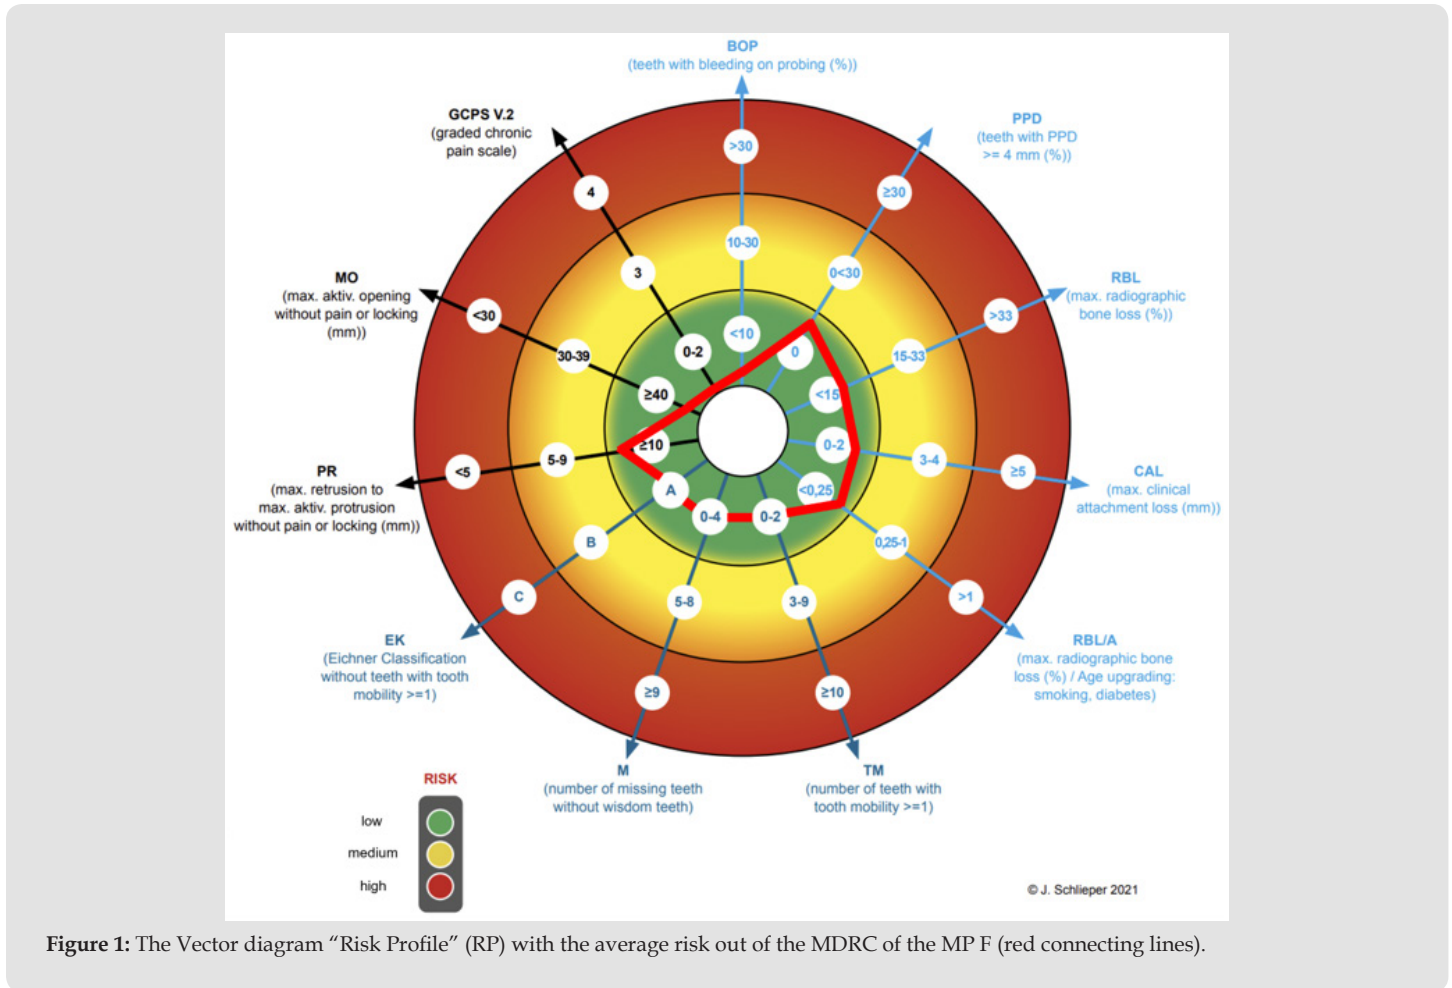 BOP
(teeth with bleeding on probing (%))
GCPS V.2
(graded chronic
pain scale)
PPD
(teeth with PPD
>= 4 mm (%))
>30
4
≥30
10-30
3
0<30
MO
(max. aktiv. opening
without pain or locking
(mm))
RBL
(max. radiographic
bone loss (%))
<30
>33
<10
30-39
0-2
0
15-33
≥40
<15
≥10
0-2
PR
(max. retrusion to
max. aktiv. protrusion
without pain or locking (mm))
<5
5-9
3-4
≥5
CAL
(max. clinical
attachment loss (mm))
A
<0,25
0-4
0-2
B
0,25-1
C
>1
5-8
3-9
EK
(Eichner Classification
without teeth with tooth
mobility >=1)
RBL/A
(max. radiographic bone
loss (%) / Age upgrading:
smoking, diabetes)
≥9
≥10
M
(number of missing teeth
without wisdom teeth)
TM
(number of teeth with
tooth mobility >=1)
RISK
low
medium
high
© J. Schlieper 2021
Figure 1: The Vector diagram “Risk Profile” (RP) with the average risk out of the MDRC of the MP F (red connecting lines).